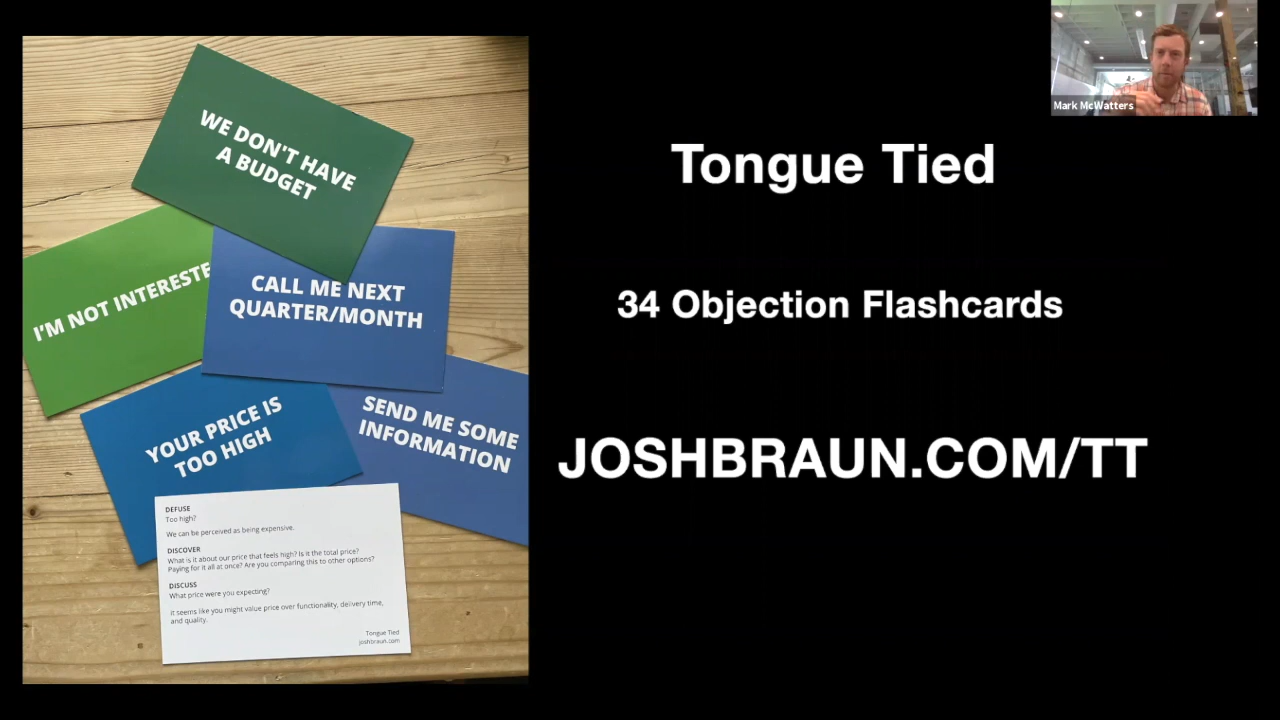 WE DON'T HAVE
A BUDGET
I'M NOT INTERESTE
CALL ME NEXT
QUARTER/MONTH
YOUR PRICE IS
TOO HIGH
SEND ME SOME
INFORMATION
DEFUSE
Too high?
We can be perceived as being expensive.
DISCOVER
What is it about our price that feels high? Is it the total price?
Paying for it all at once? Are you comparing this to other options?
DISCUSS
What price were you expecting?
It seems like you might value price over functionality, delivery time,
and quality.
Tongue Tied
joshbraun.com
Tongue Tied
34 Objection Flashcards
JOSHBRAUN.COM/TT
Mark McWatters